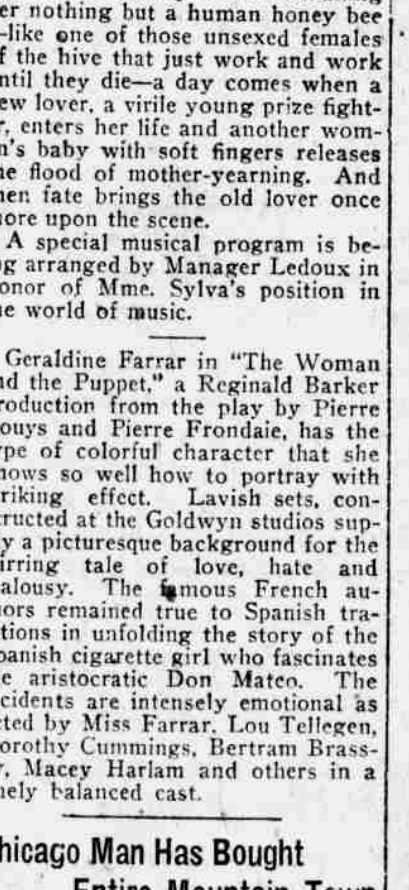 er nothing but a human honey bee
—like one of those unsexed females
f the hive that just work and work
ntil they die—a day comes when a
ew lover, a virile young prize fight-
r, enters her life and another wom-
n's baby with soft fingers releases
he flood of mother-yearning. And
hen fate brings the old lover once
nore upon the scene.
A special musical program is be-
ng arranged by Manager Ledoux in
onor of Mme. Sylva's position in
he world of music.
Geraldine Farrar in "The Woman
nd the Puppet," a Reginald Barker
roduction from the play by Pierre
ouys and Pierre Frondaie, has the
ype of colorful character that she
nows so well how to portray with
riking effect. Lavish sets, con-
ructed at the Goldwyn studios sup-
ly a picturesque background for the
irring tale of love, hate and
alousy. The famous French au-
hors remained true to Spanish tra-
itions in unfolding the story of the
panish cigarette girl who fascinates
he aristocratic Don Mateo. The
cidents are intensely emotional as
cted by Miss Farrar, Lou Tellegen,
orothy Cummings, Bertram Brass-
y, Macey Harlam and others in a
nely balanced cast.
hicago Man Has Bought
Entire Mountain Town